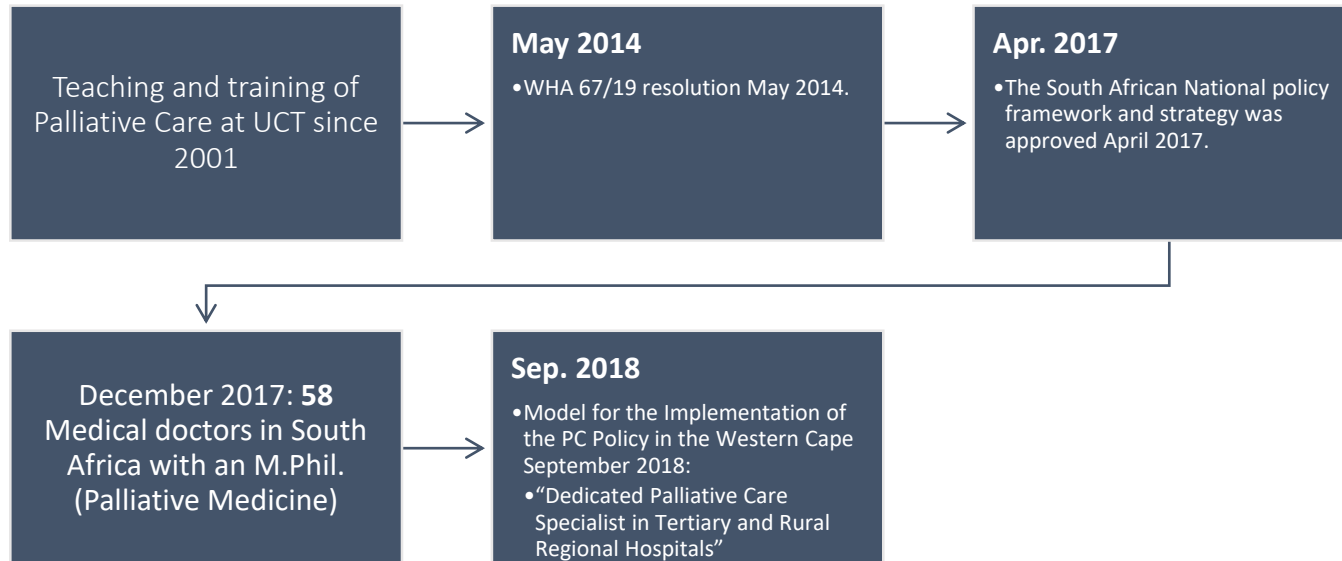 Teaching and training of
Palliative Care at UCT since
2001
May 2014
•WHA 67/19 resolution May 2014.
Apr. 2017
•The South African National policy
framework and strategy was
approved April 2017.
December 2017: 58
Medical doctors in South
Africa with an M.Phil.
(Palliative Medicine)
Sep. 2018
•Model for the Implementation of
the PC Policy in the Western Cape
September 2018:
•“Dedicated Palliative Care
Specialist in Tertiary and Rural
Regional Hospitals”